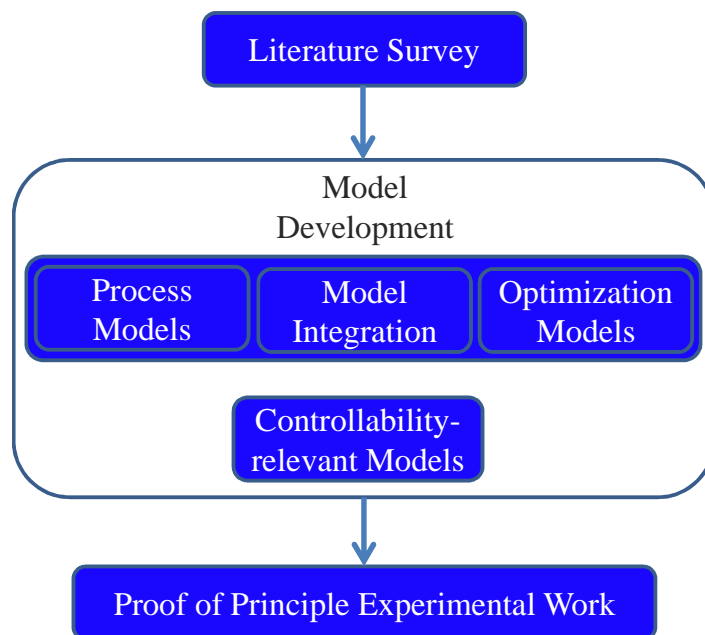 Literature Survey
Model
Development
Process
Models
Model
Integration
Optimization
Models
Controllability-
relevant Models
Proof of Principle Experimental Work